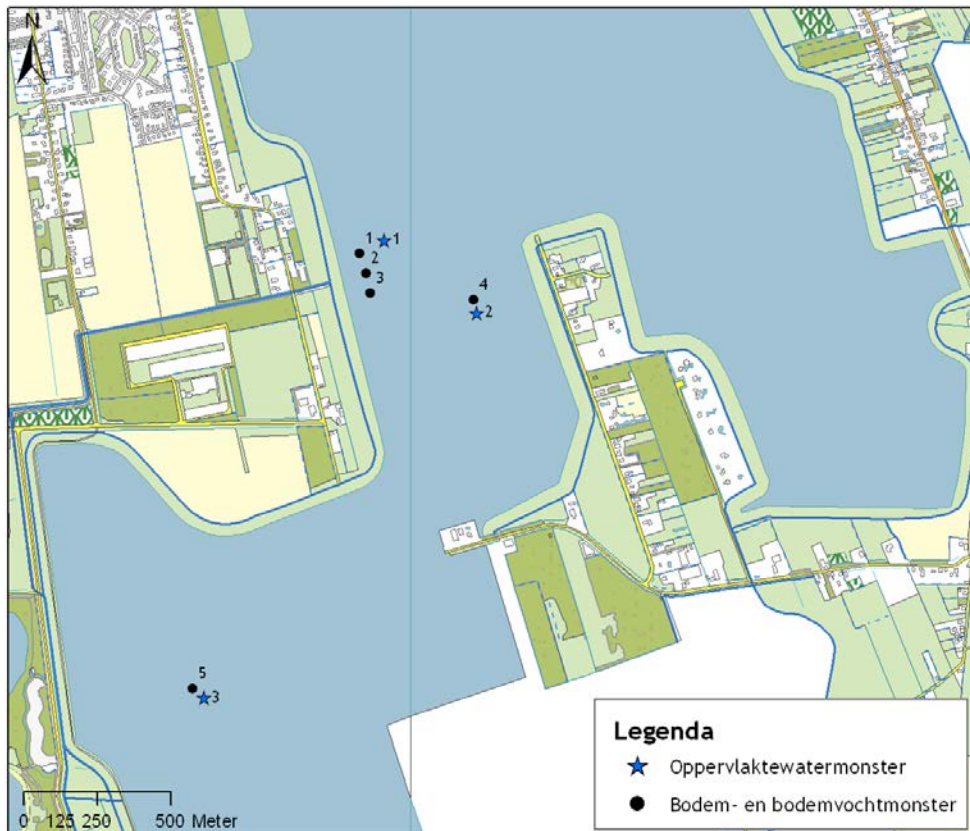 N
1
1
2
3
4
2
5
3
Legenda
Oppervlaktewatermonster
Bodem- en bodemvochtmonster
0 125 250 500 Meter